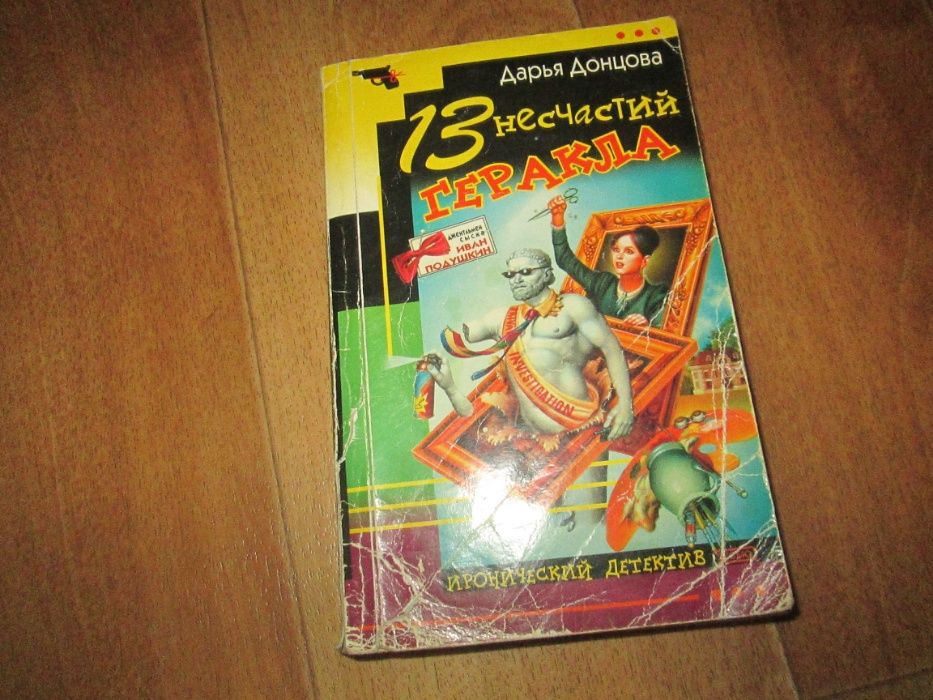 Дарья Донцова
13 несчастий
Геракла
джентльмен
сыска
Иван
Подушкин
INVESTIGATION
Иронический детектив